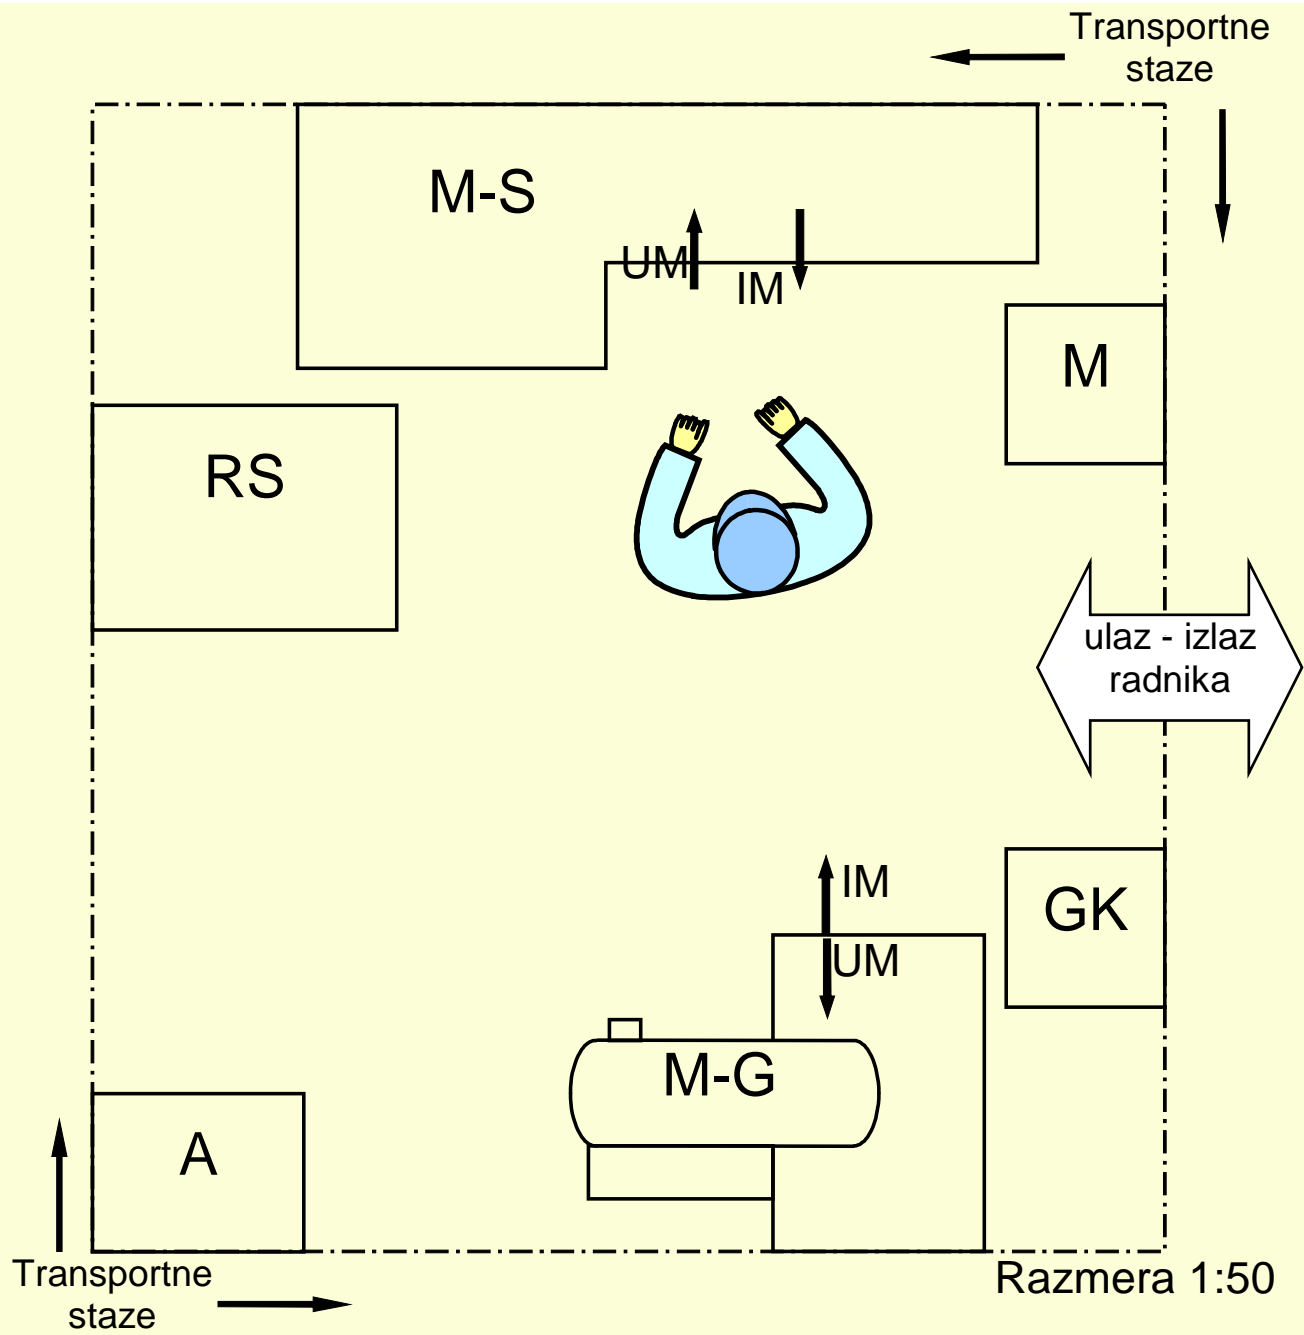 Transportne
staze
M-S
UM
IM
M
RS
ulaz - izlaz
radnika
IM
GK
UM
M-G
A
Transportne
staze
Razmera 1:50